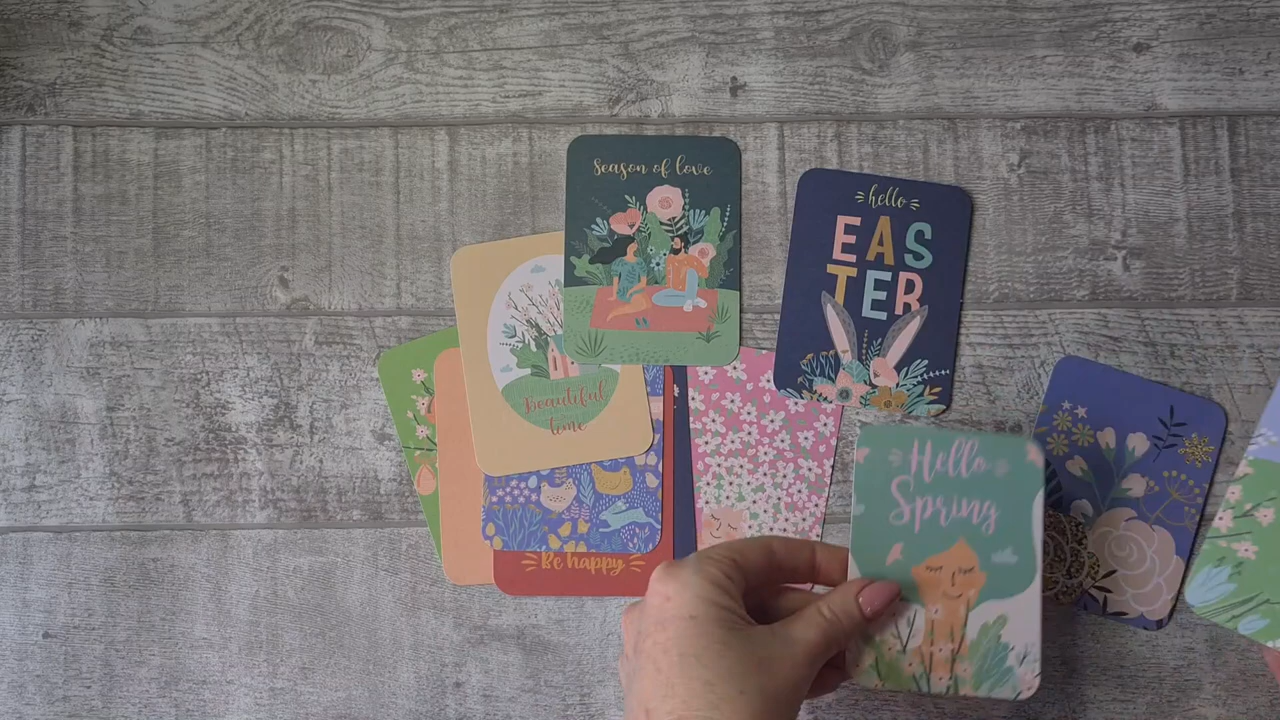 Season of love
hello
EAS
TER
Beautiful
time
Hello
Spring
Be happy